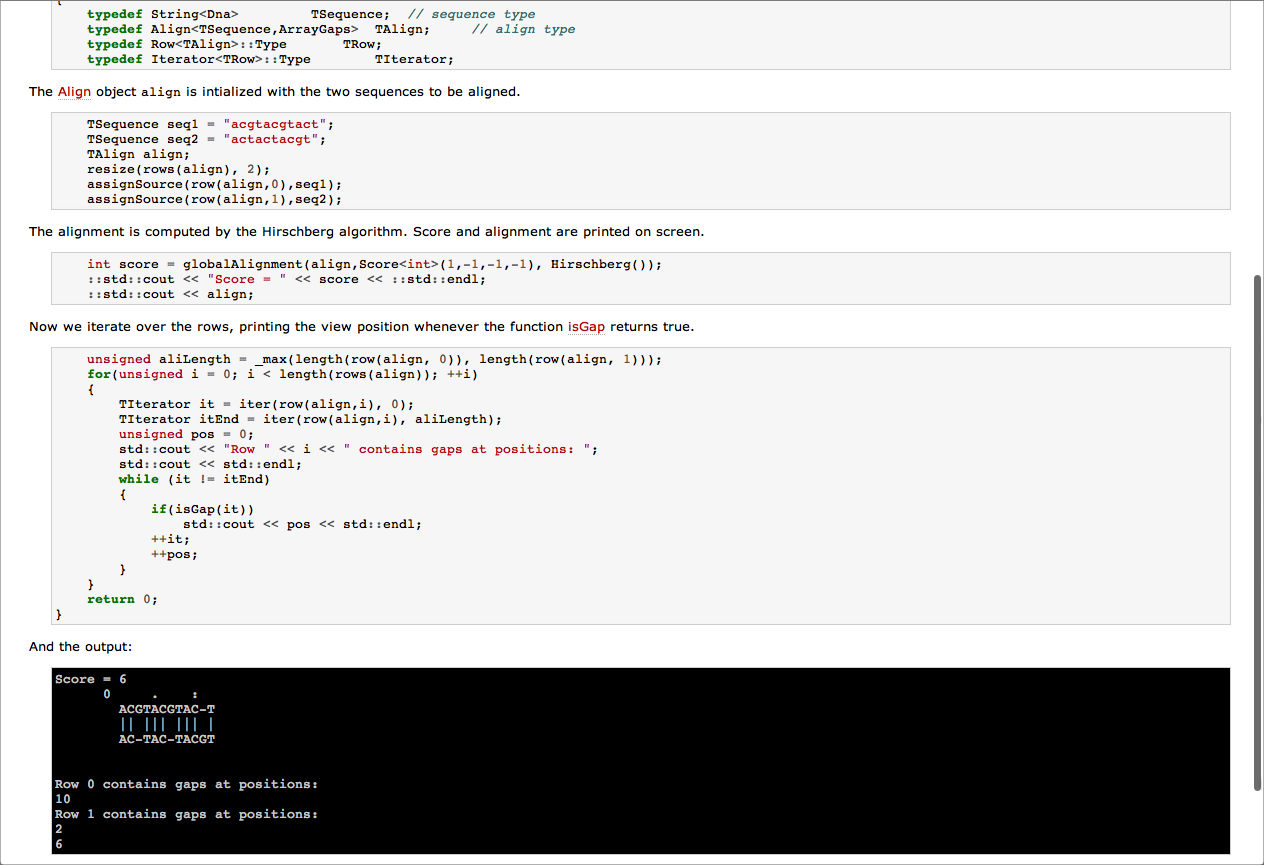 {
    typedef String<Dna>         TSequence;  // sequence type
    typedef Align<TSequence,ArrayGaps>  TAlign;     // align type
    typedef Row<TAlign>::Type       TRow;
    typedef Iterator<TRow>::Type        TIterator;
The Align object align is intialized with the two sequences to be aligned.
    TSequence seq1 = "acgtacgtact";
    TSequence seq2 = "actactacgt";
    TAlign align;
    resize(rows(align), 2);
    assignSource(row(align,0),seq1);
    assignSource(row(align,1),seq2);
The alignment is computed by the Hirschberg algorithm. Score and alignment are printed on screen.
    int score = globalAlignment(align,Score<int>(1,-1,-1,-1), Hirschberg());
    ::std::cout << "Score = " << score << ::std::endl;
    ::std::cout << align;
Now we iterate over the rows, printing the view position whenever the function isGap returns true.
    unsigned aliLength = _max(length(row(align, 0)), length(row(align, 1)));
    for(unsigned i = 0; i < length(rows(align)); ++i)
    {
        TIterator it = iter(row(align,i), 0);
        TIterator itEnd = iter(row(align,i), aliLength);
        unsigned pos = 0;
        std::cout << "Row " << i << " contains gaps at positions: ";
        std::cout << std::endl;
        while (it != itEnd)
        {
            if(isGap(it))
                std::cout << pos << std::endl;
            ++it;
            ++pos;
        }
    }
    return 0;
}
And the output:
Score = 6
      0     .    :
        ACGTACGTAC-T
        || ||| ||| |
        AC-TAC-TACGT
Row 0 contains gaps at positions:
10
Row 1 contains gaps at positions:
2
6